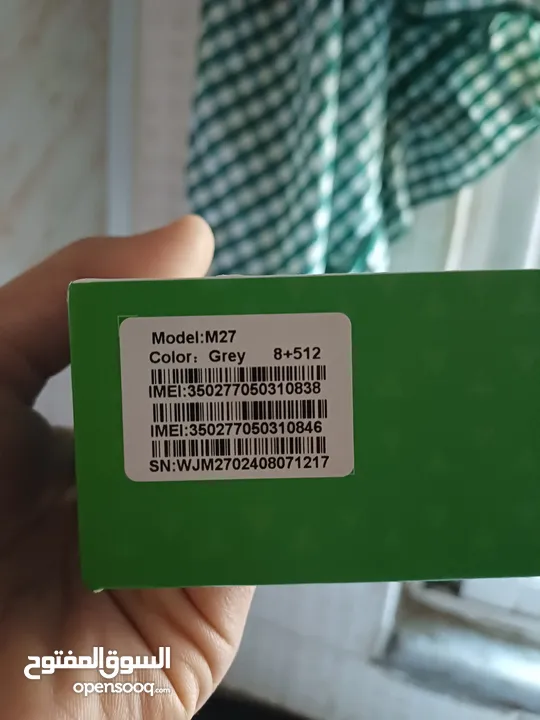 Model:M27
Color: Grey 8+512
IMEI:350277050310838
IMEI:350277050310846
SN:WJM2702408071217
السوق المفتوح
opensooq.com